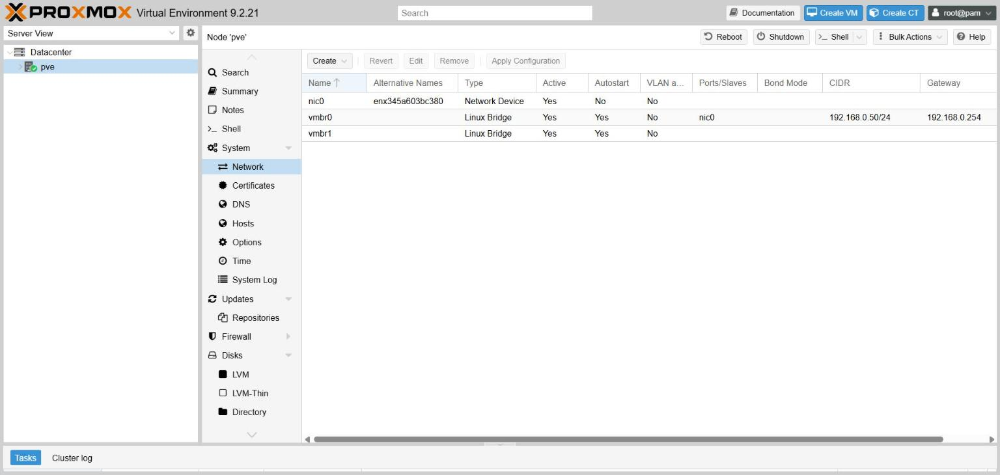 PROXMOX Virtual Environment 9.2.21 Search Documentation Create VM Create CT root@pam
Server View
Datacenter
pve
Node 'pve' Reboot Shutdown >_ Shell Bulk Actions Help
Search
Summary
Notes
>_ Shell
System
Network
Certificates
DNS
Hosts
Options
Time
System Log
Updates
Repositories
Firewall
Disks
LVM
LVM-Thin
Directory
Create Revert Edit Remove Apply Configuration
Name Alternative Names Type Active Autostart VLAN a... Ports/Slaves Bond Mode CIDR Gateway
nic0 enx345a603bc380 Network Device Yes No No
vmbr0 Linux Bridge Yes Yes No nic0 192.168.0.50/24 192.168.0.254
vmbr1 Linux Bridge Yes Yes No
Tasks Cluster log